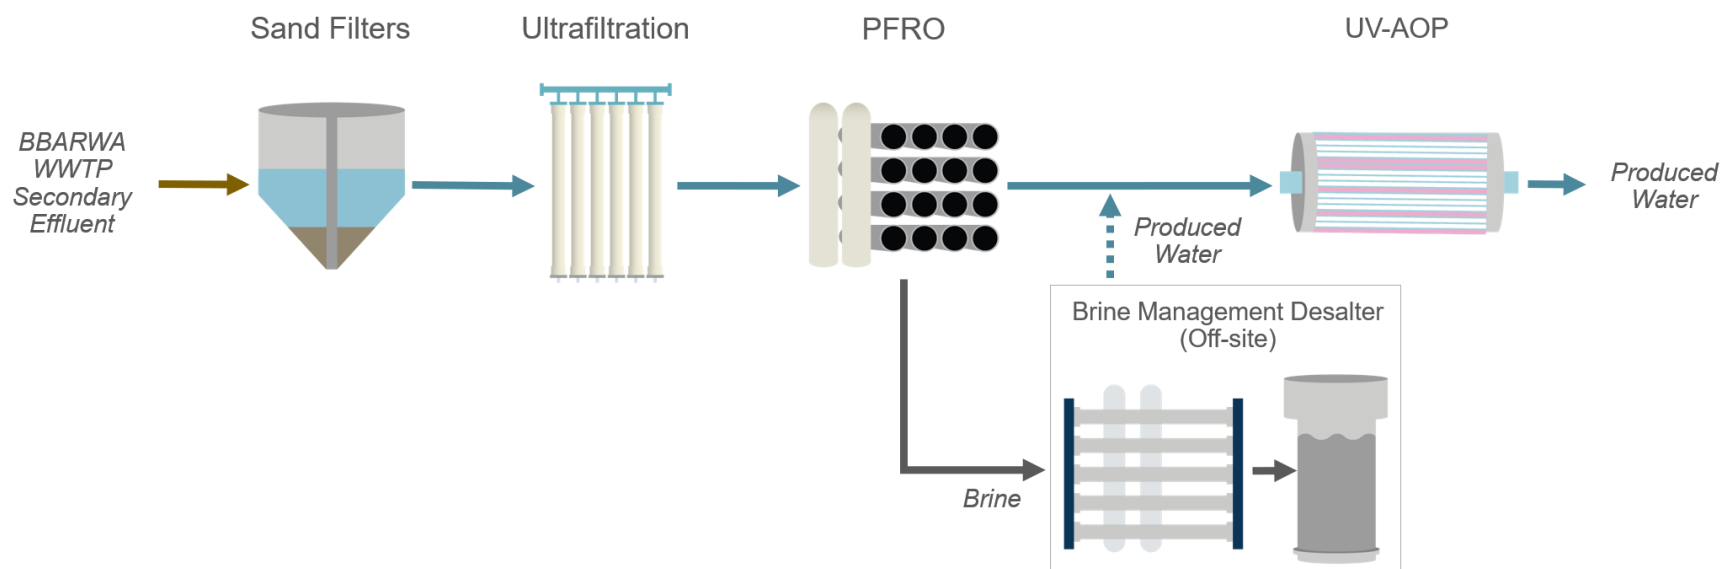 Sand Filters
Ultrafiltration
PFRO
UV-AOP
BBARWA
WWTP
Secondary
Effluent
Produced
Water
Produced
Water
Brine Management Desalter
(Off-site)
Brine